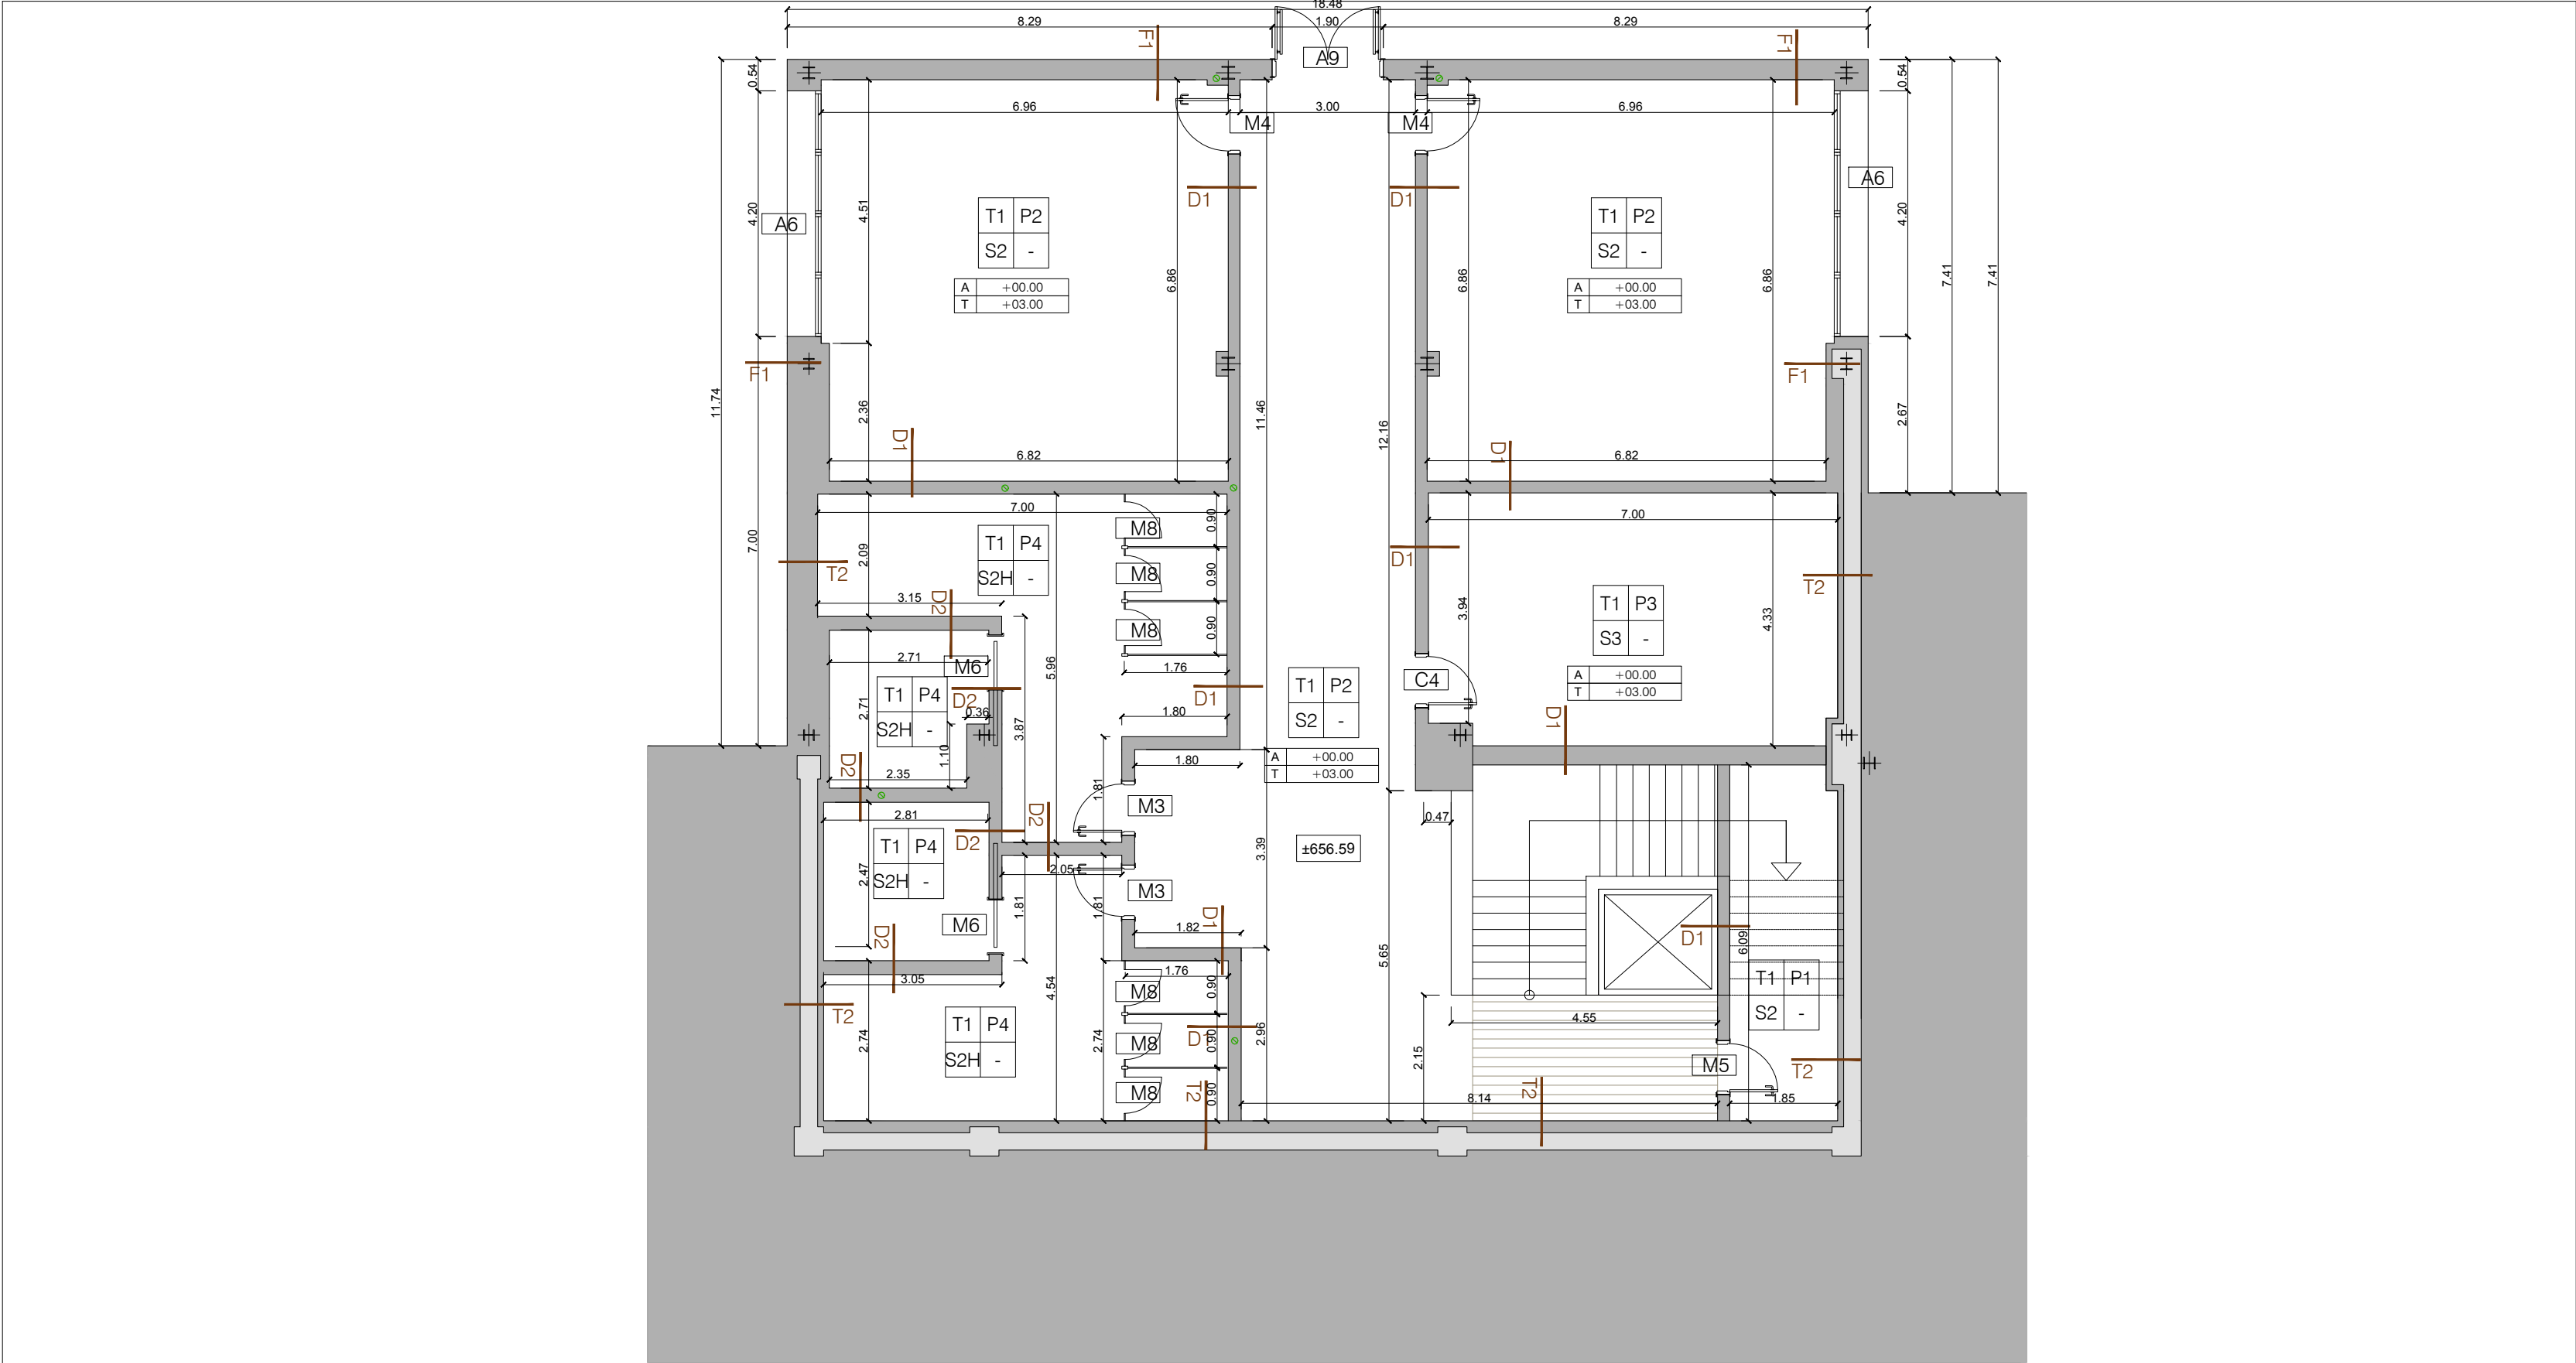 18.48
8.29 1.90 8.29
F1 F1
A9
0.54 0.54
6.96 3.00 6.96
M4 M4
A6
4.20 4.51 4.20
D1 D1
T1 P2 T1 P2
A6
S2 - S2 -
6.86 6.86 6.86 7.41 7.41
A +00.00 A +00.00
T +03.00 T +03.00
F1 F1
11.74 2.36 11.46 2.67
12.16
D1 D1
6.82 6.82
7.00 7.00
M8 0.90
7.00 2.09 T1 P4 D1
S2H -
T2 M8 0.90 T2
3.15 D2 3.94 4.33
T1 P3
M8 0.90
S3 -
2.71 M6 5.96 1.76
A +00.00
C4
T1 P4 D2 D1 T1 P2 T +03.00
2.71 0.36 1.80 D1
S2H - 3.87 S2 -
1.10
D2 1.80 A +00.00
2.35 T +03.00
1.81 M3
2.81 D2 0.47
T1 P4 D2 3.39 ±656.59
2.47 2.05
S2H - M3
1.81 1.81
M6 1.82 D1
D2 D1 6.09
5.65
3.05 1.76 T1 P1
4.54 M8 0.90
T2 S2 -
T1 P4 4.55
2.74 2.74 D1 0.90 2.96
S2H - M8 2.15
M5 T2
M8 T2 0.90 T2
8.14 1.85